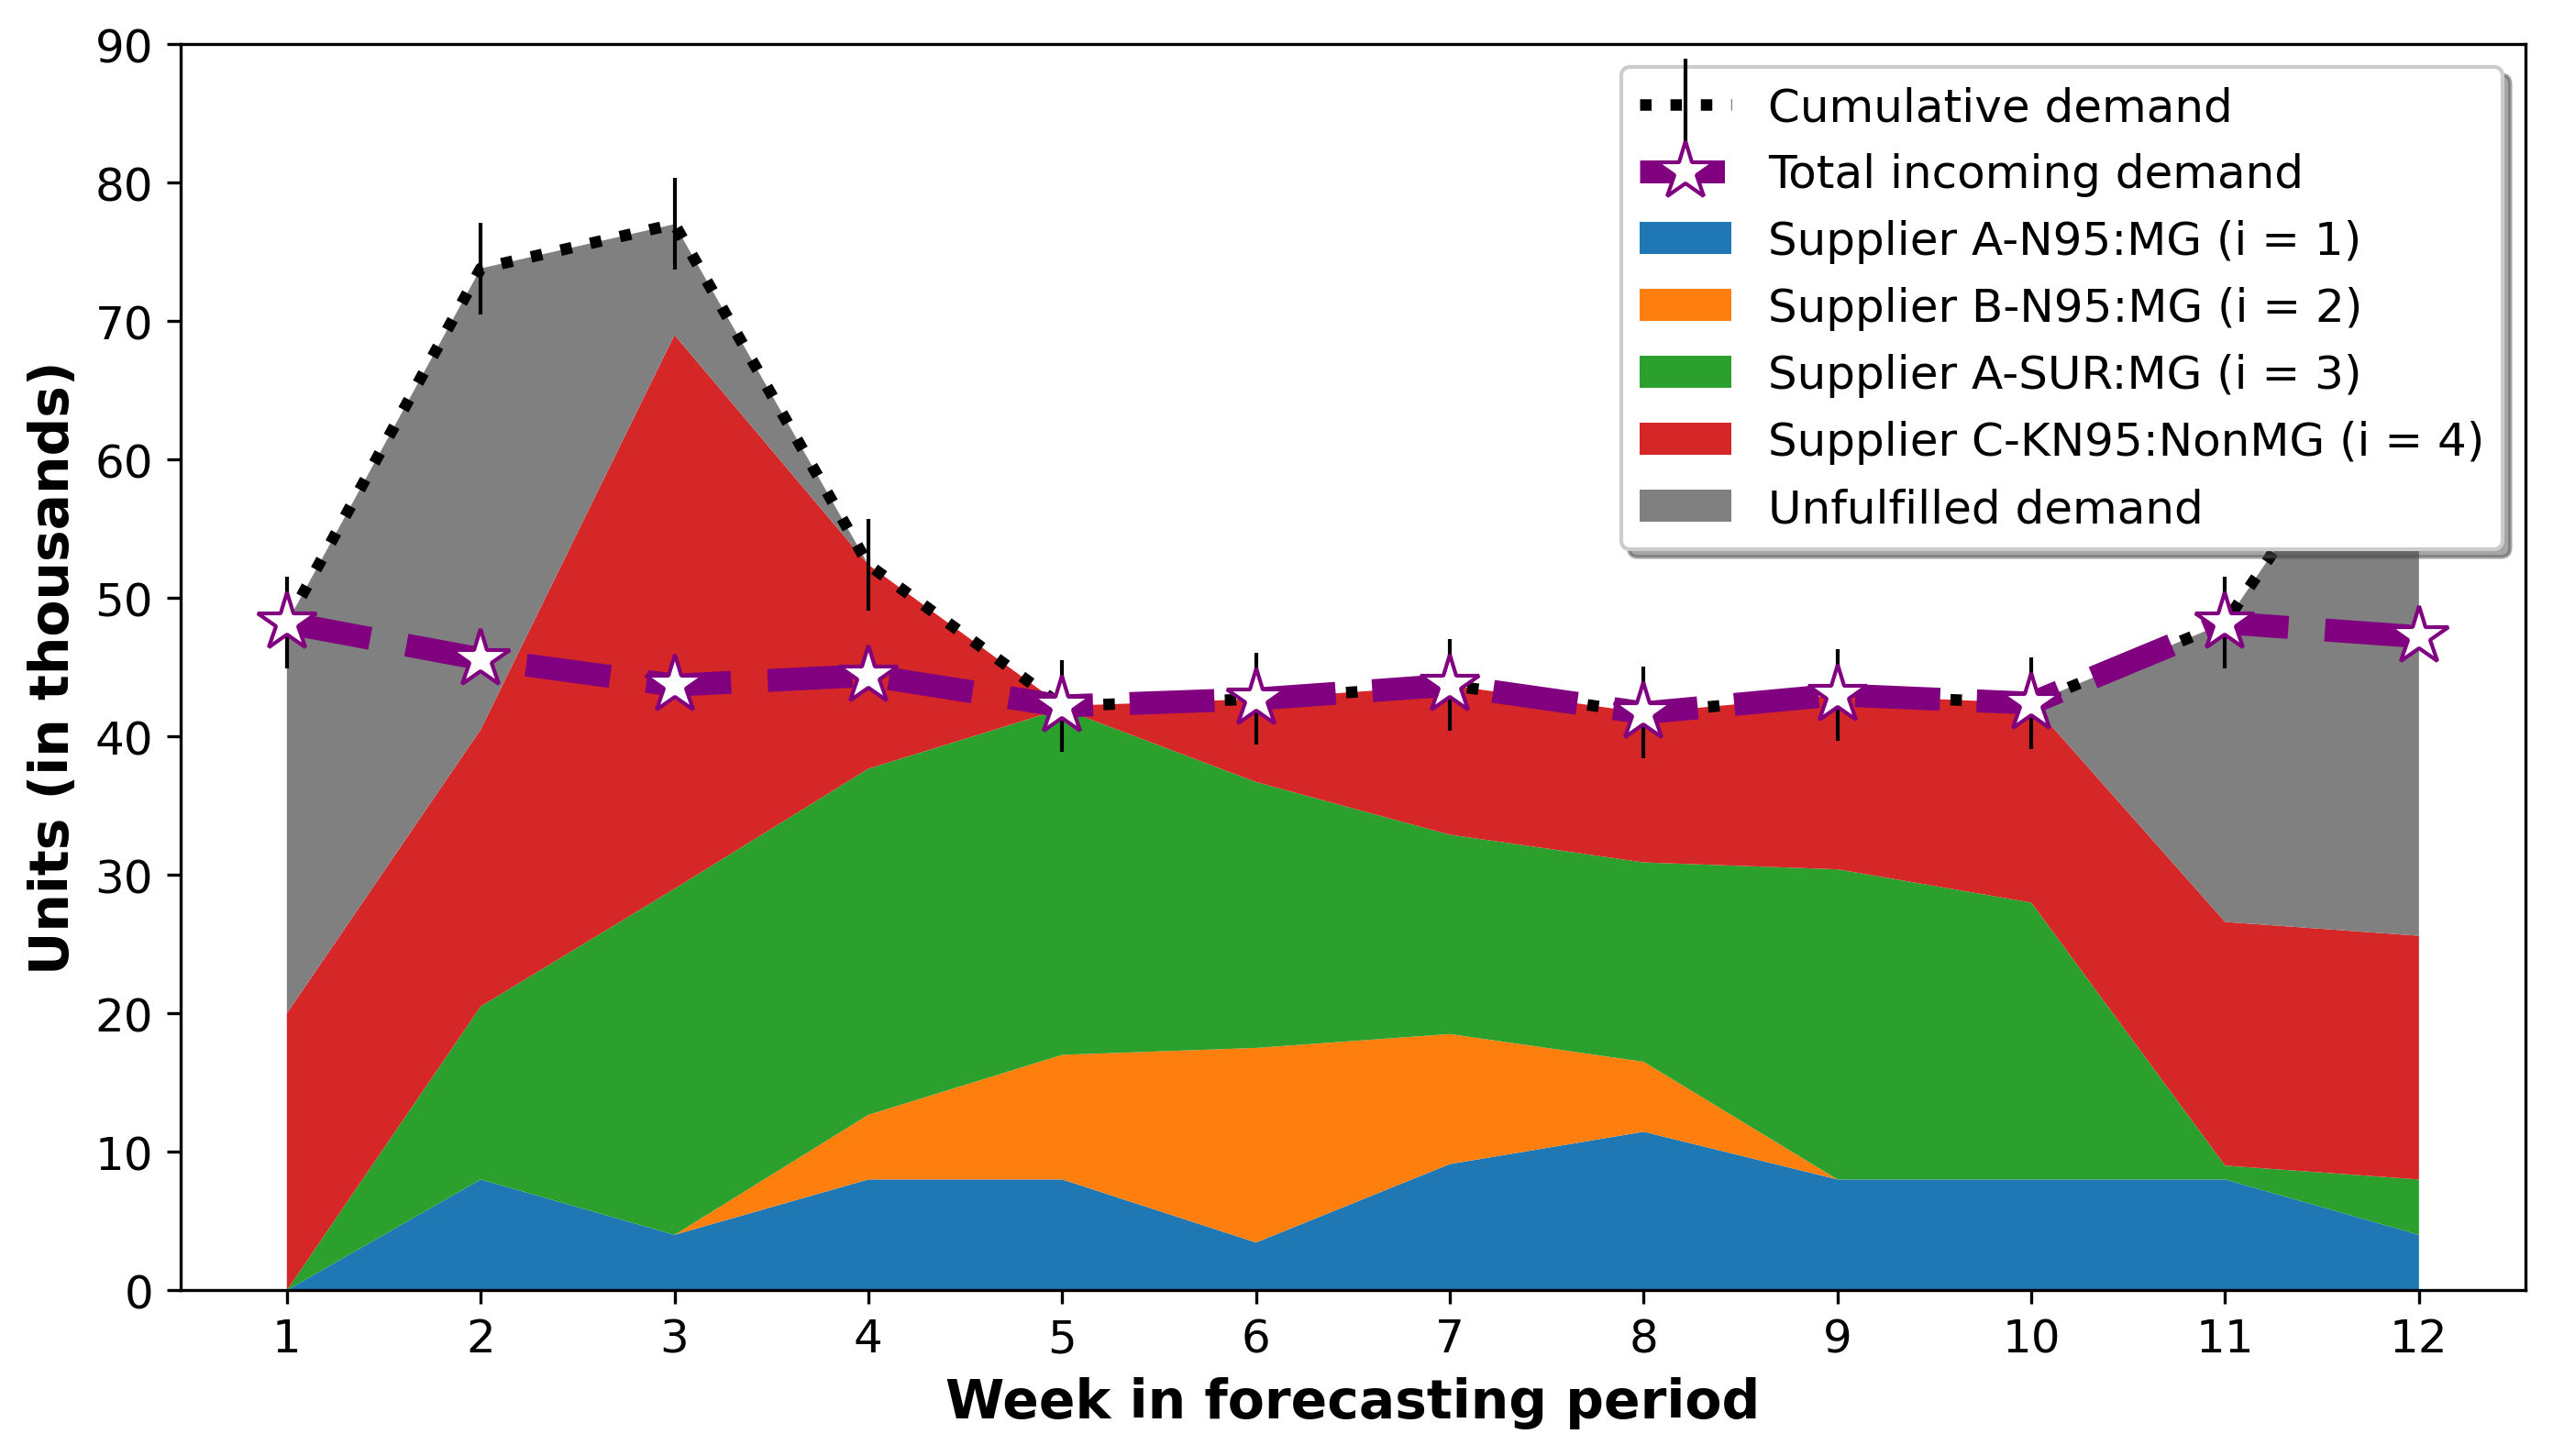 90
80
70
60
50
40
30
20
10
0
Units (in thousands)
Cumulative demand
Total incoming demand
Supplier A-N95:MG (i = 1)
Supplier B-N95:MG (i = 2)
Supplier A-SUR:MG (i = 3)
Supplier C-KN95:NonMG (i = 4)
Unfulfilled demand
1 2 3 4 5 6 7 8 9 10 11 12
Week in forecasting period